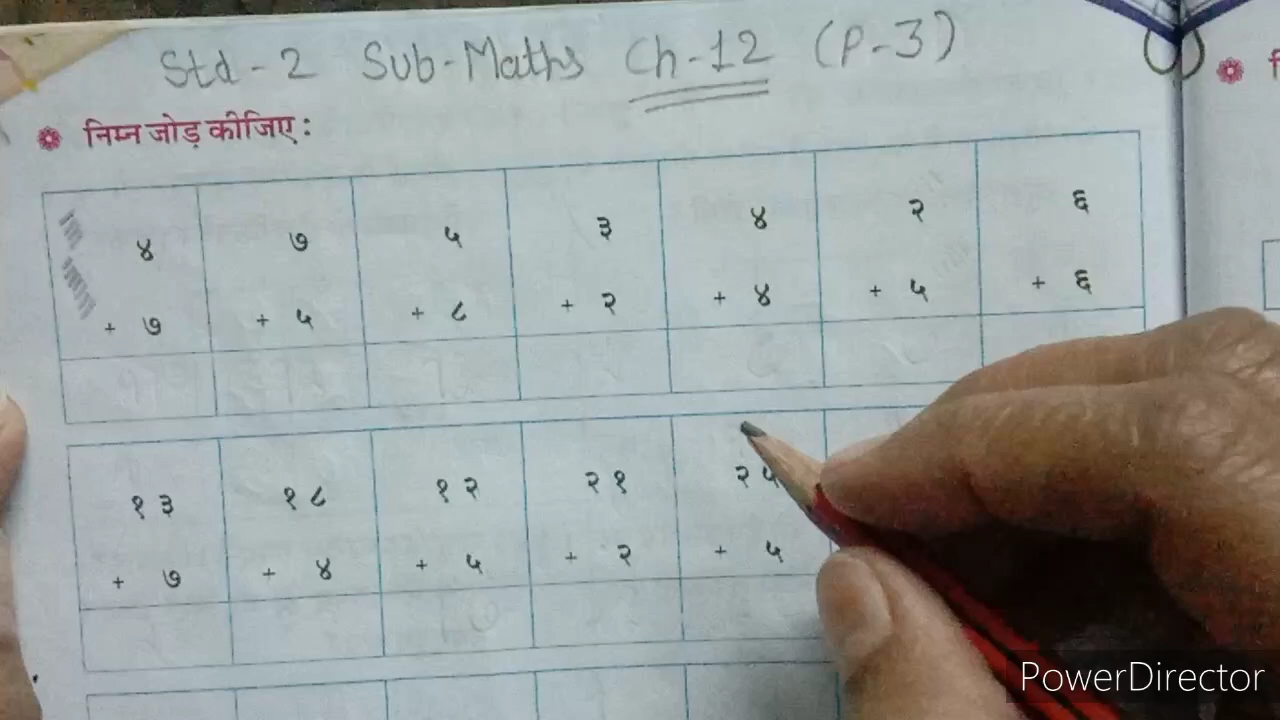 Std-2 Sub-Maths Ch-12 (P-3)
निम्न जोड़ कीजिए :
४ ७ ५ ३ ४ २ ६
+ ७ + ५ + ८ + २ + ४ + ५ + ६
१३ १८ १२ २१ २५
+ ७ + ४ + ५ + २ + ५
PowerDirector